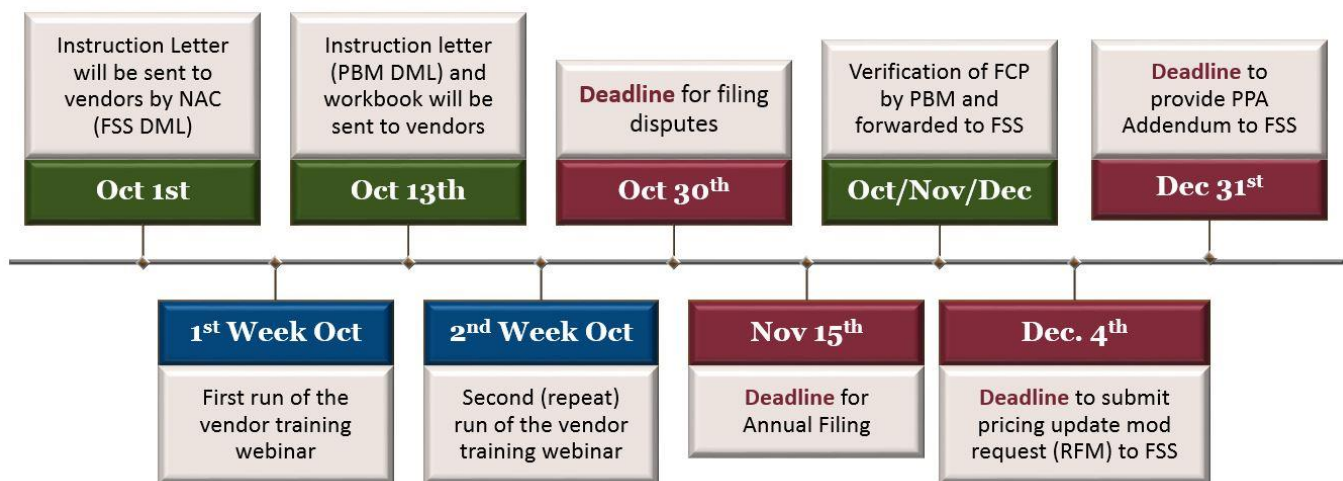 Instruction Letter
will be sent to
vendors by NAC
(FSS DML)
Oct 1st
Instruction letter
(PBM DML) and
workbook will be
sent to vendors
Oct 13th
Deadline for filing
disputes
Oct 30th
Verification of FCP
by PBM and
forwarded to FSS
Oct/Nov/Dec
Deadline to
provide PPA
Addendum to FSS
Dec 31st
1st Week Oct
First run of the
vendor training
webinar
2nd Week Oct
Second (repeat)
run of the vendor
training webinar
Nov 15th
Deadline for
Annual Filing
Dec. 4th
Deadline to submit
pricing update mod
request (RFM) to FSS